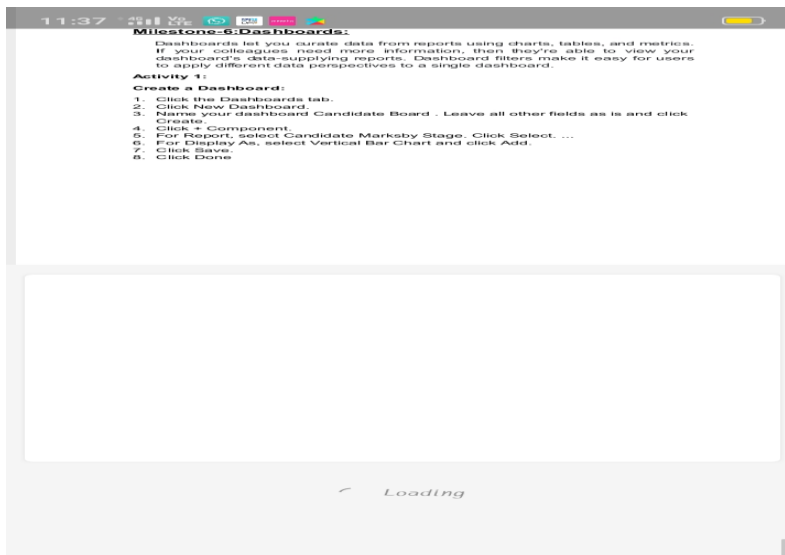 11:37
Milestone-6:Dashboards:
Dashboards let you curate data from reports using charts, tables, and metrics.
If your colleagues need more information, then they're able to view your
dashboard's data-supplying reports. Dashboard filters make it easy for users
to apply different data perspectives to a single dashboard.
Activity 1:
Create a Dashboard:
1. Click the Dashboards tab.
2. Click New Dashboard.
3. Name your dashboard Candidate Board . Leave all other fields as is and click
Create.
4. Click + Component.
5. For Report, select Candidate Marksby Stage. Click Select. ...
6. For Display As, select Vertical Bar Chart and click Add.
7. Click Save.
8. Click Done
Loading